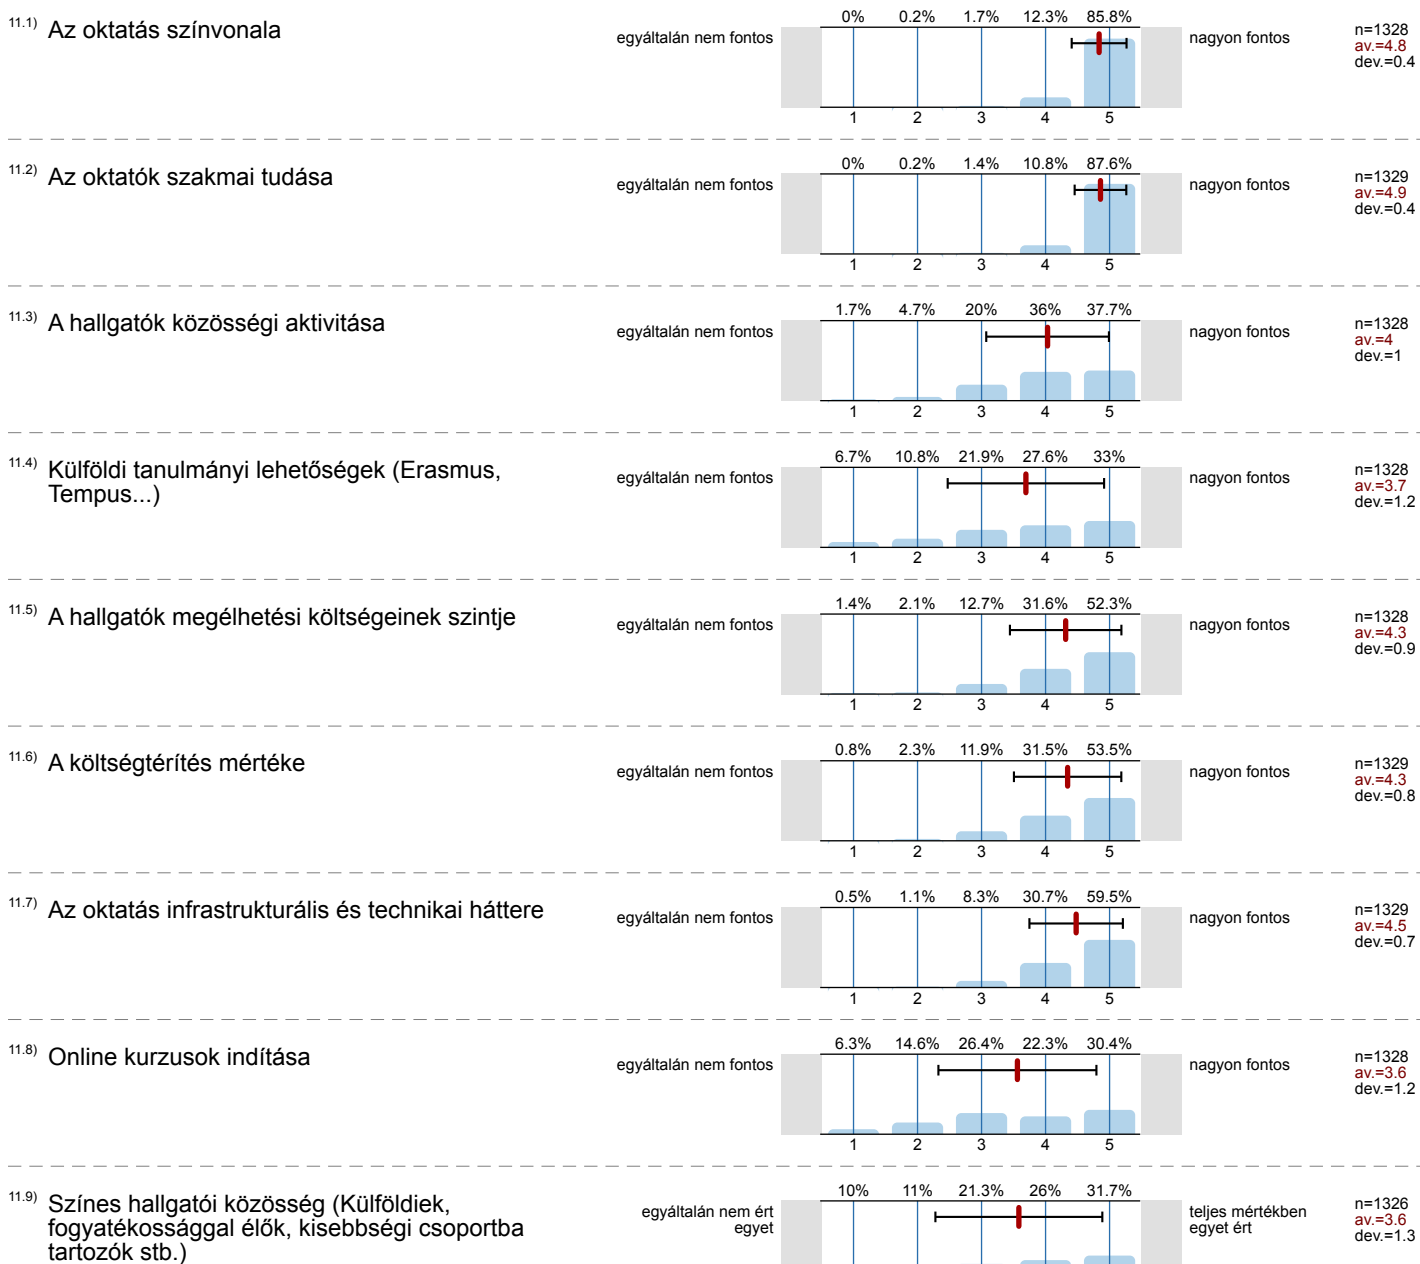 11.1) Az oktatás színvonala
egyáltalán nem fontos
0% 0.2% 1.7% 12.3% 85.8%
1 2 3 4 5
nagyon fontos
n=1328
av.=4.8
dev.=0.4
11.2) Az oktatók szakmai tudása
egyáltalán nem fontos
0% 0.2% 1.4% 10.8% 87.6%
1 2 3 4 5
nagyon fontos
n=1329
av.=4.9
dev.=0.4
11.3) A hallgatók közösségi aktivitása
egyáltalán nem fontos
1.7% 4.7% 20% 36% 37.7%
1 2 3 4 5
nagyon fontos
n=1328
av.=4
dev.=1
11.4) Külföldi tanulmányi lehetőségek (Erasmus,
Tempus...)
egyáltalán nem fontos
6.7% 10.8% 21.9% 27.6% 33%
1 2 3 4 5
nagyon fontos
n=1328
av.=3.7
dev.=1.2
11.5) A hallgatók megélhetési költségeinek szintje
egyáltalán nem fontos
1.4% 2.1% 12.7% 31.6% 52.3%
1 2 3 4 5
nagyon fontos
n=1328
av.=4.3
dev.=0.9
11.6) A költségtérítés mértéke
egyáltalán nem fontos
0.8% 2.3% 11.9% 31.5% 53.5%
1 2 3 4 5
nagyon fontos
n=1329
av.=4.3
dev.=0.8
11.7) Az oktatás infrastrukturális és technikai háttere
egyáltalán nem fontos
0.5% 1.1% 8.3% 30.7% 59.5%
1 2 3 4 5
nagyon fontos
n=1329
av.=4.5
dev.=0.7
11.8) Online kurzusok indítása
egyáltalán nem fontos
6.3% 14.6% 26.4% 22.3% 30.4%
1 2 3 4 5
nagyon fontos
n=1328
av.=3.6
dev.=1.2
11.9) Színes hallgatói közösség (Külföldiek,
fogyatékossággal élők, kisebbségi csoportba
tartozók stb.)
egyáltalán nem ért
egyet
10% 11% 21.3% 26% 31.7%
teljes mértékben
egyet ért
n=1326
av.=3.6
dev.=1.3